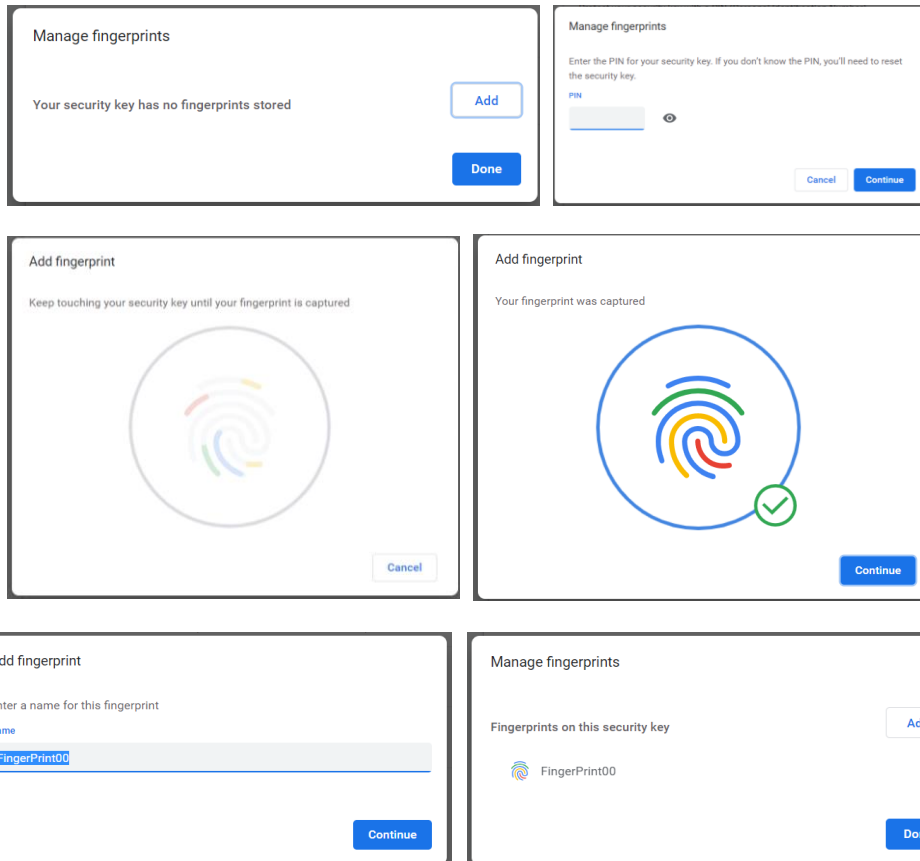 Manage fingerprints
Your security key has no fingerprints stored
Add
Done
Manage fingerprints
Enter the PIN for your security key. If you don't know the PIN, you'll need to reset
the security key.
PIN
Cancel
Continue
Add fingerprint
Keep touching your security key until your fingerprint is captured
Cancel
Add fingerprint
Your fingerprint was captured
Continue
dd fingerprint
nter a name for this fingerprint
ame
FingerPrint00
Continue
Manage fingerprints
Fingerprints on this security key
Ad
FingerPrint00
Do